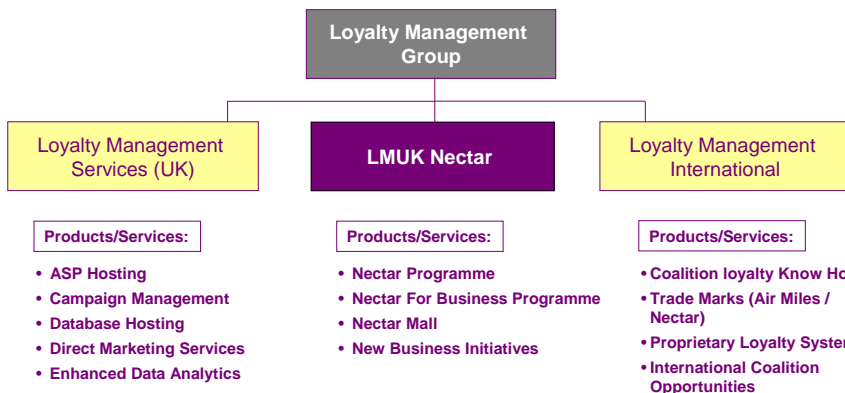 Loyalty Management
Group
Loyalty Management
Services (UK)
LMUK Nectar
Loyalty Management
International
Products/Services:
• ASP Hosting
• Campaign Management
• Database Hosting
• Direct Marketing Services
• Enhanced Data Analytics
Products/Services:
• Nectar Programme
• Nectar For Business Programme
• Nectar Mall
• New Business Initiatives
Products/Services:
• Coalition loyalty Know
• Trade Marks (Air Miles /
Nectar)
• Proprietary Loyalty
• International Coalition
Opportunities